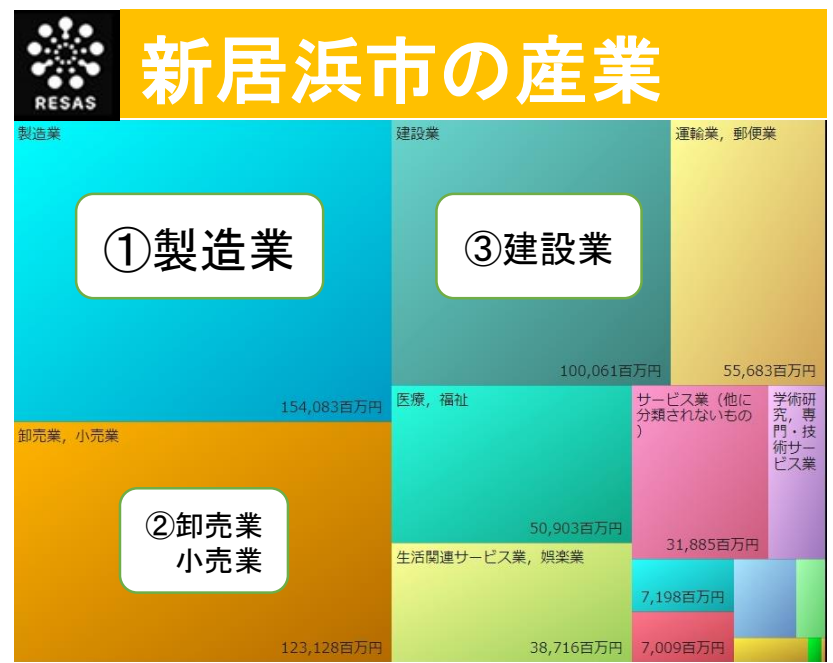 RESAS
新居浜市の産業
製造業
①製造業
154,083百万円
卸売業，小売業
②卸売業
小売業
123,128百万円
建設業
③建設業
100,061百万円
運輸業，郵便業
55,683百万円
医療，福祉
50,903百万円
生活関連サービス業，娯楽業
38,716百万円
サービス業（他に
分類されないもの
）
31,885百万円
学術研
究，専
門・技
術サー
ビス業
7,198百万円
7,009百万円